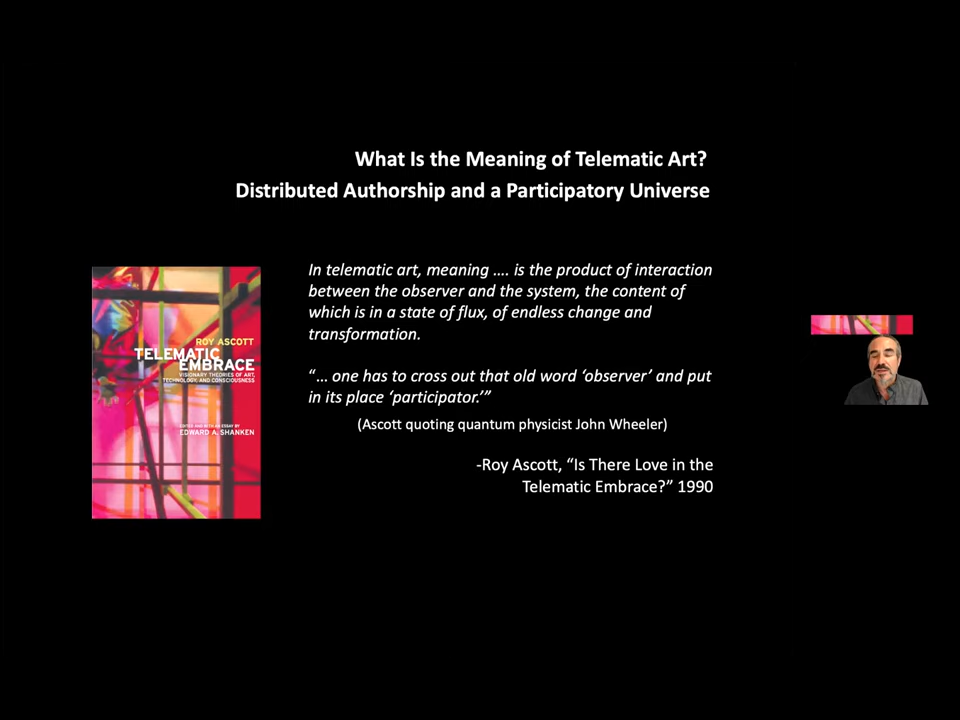 What Is the Meaning of Telematic Art?
Distributed Authorship and a Participatory Universe
In telematic art, meaning .... is the product of interaction
between the observer and the system, the content of
which is in a state of flux, of endless change and
transformation.
“... one has to cross out that old word ‘observer’ and put
in its place ‘participator.’”
(Ascott quoting quantum physicist John Wheeler)
-Roy Ascott, “Is There Love in the
Telematic Embrace?” 1990
ROY ASCOTT
TELEMATIC
EMBRACE
VISIONARY THEORIES OF ART,
TECHNOLOGY, AND CONSCIOUSNESS
EDITED AND WITH AN ESSAY BY
EDWARD A. SHANKEN